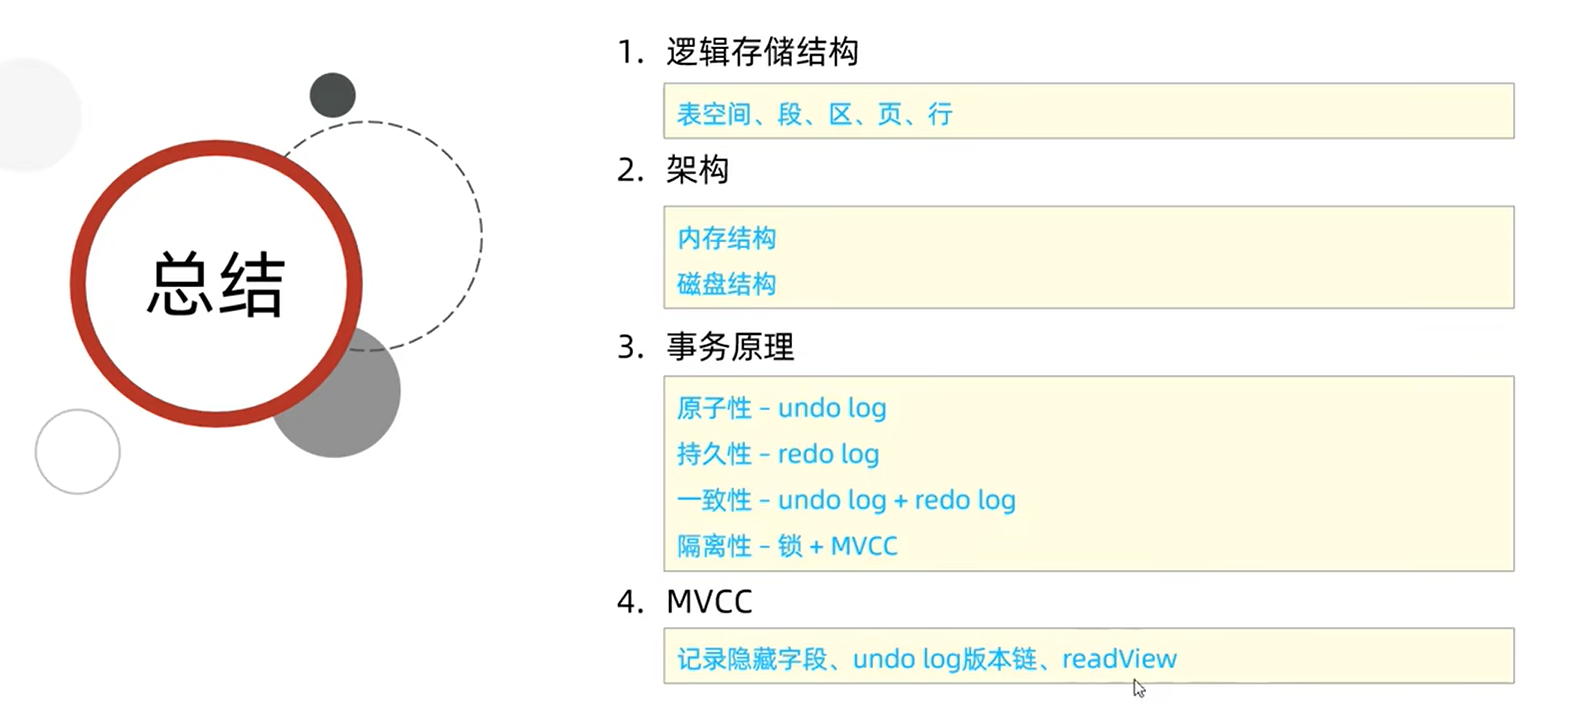 总结
1. 逻辑存储结构
表空间、段、区、页、行
2. 架构
内存结构
磁盘结构
3. 事务原理
原子性 – undo log
持久性 – redo log
一致性 – undo log + redo log
隔离性 – 锁 + MVCC
4. MVCC
记录隐藏字段、undo log版本链、readView